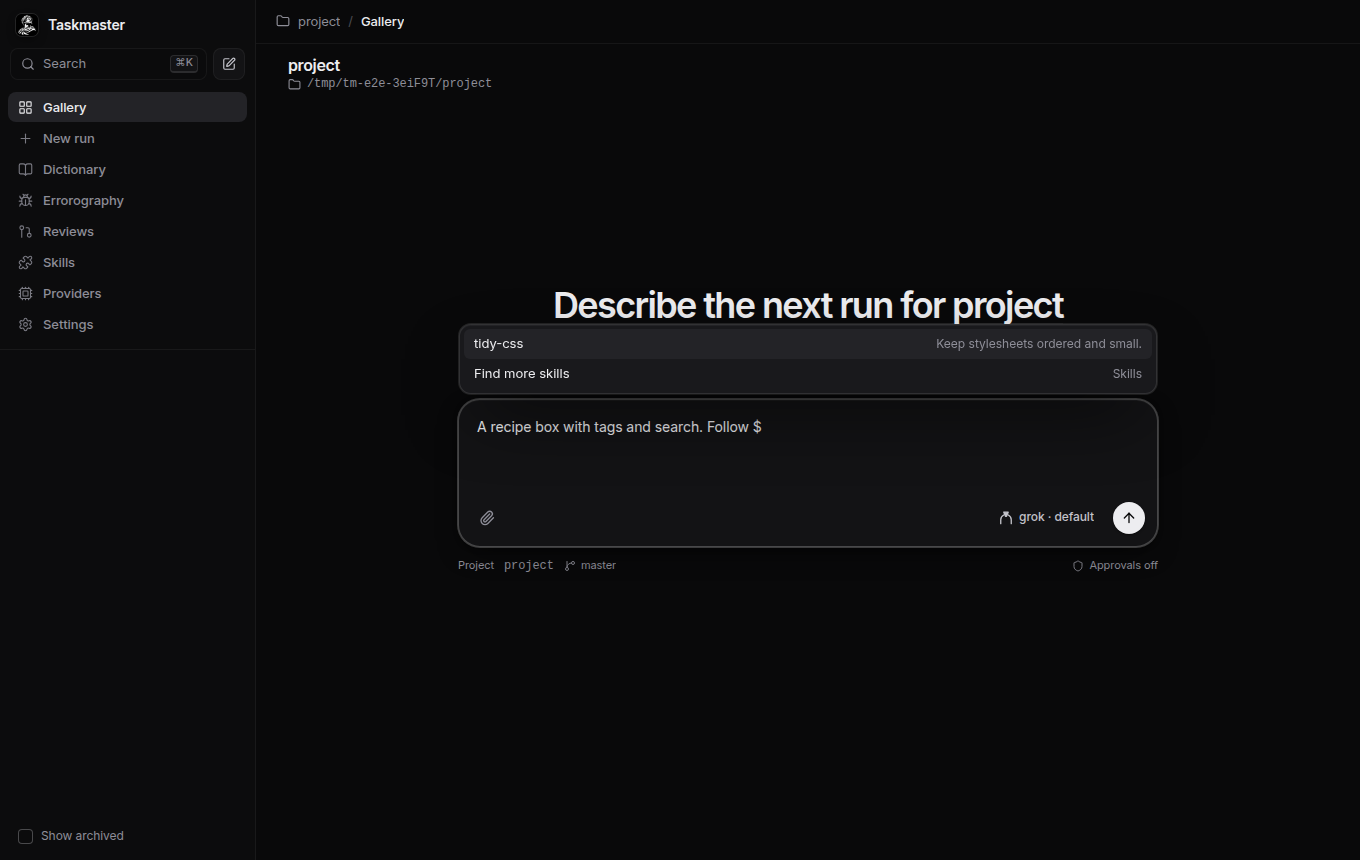 Taskmaster
Search ⌘K
Gallery
New run
Dictionary
Errorography
Reviews
Skills
Providers
Settings
Show archived
project / Gallery
project
/tmp/tm-e2e-3eiF9T/project
Describe the next run for project
tidy-css Keep stylesheets ordered and small.
Find more skills Skills
A recipe box with tags and search. Follow $
grok · default
Project project master Approvals off